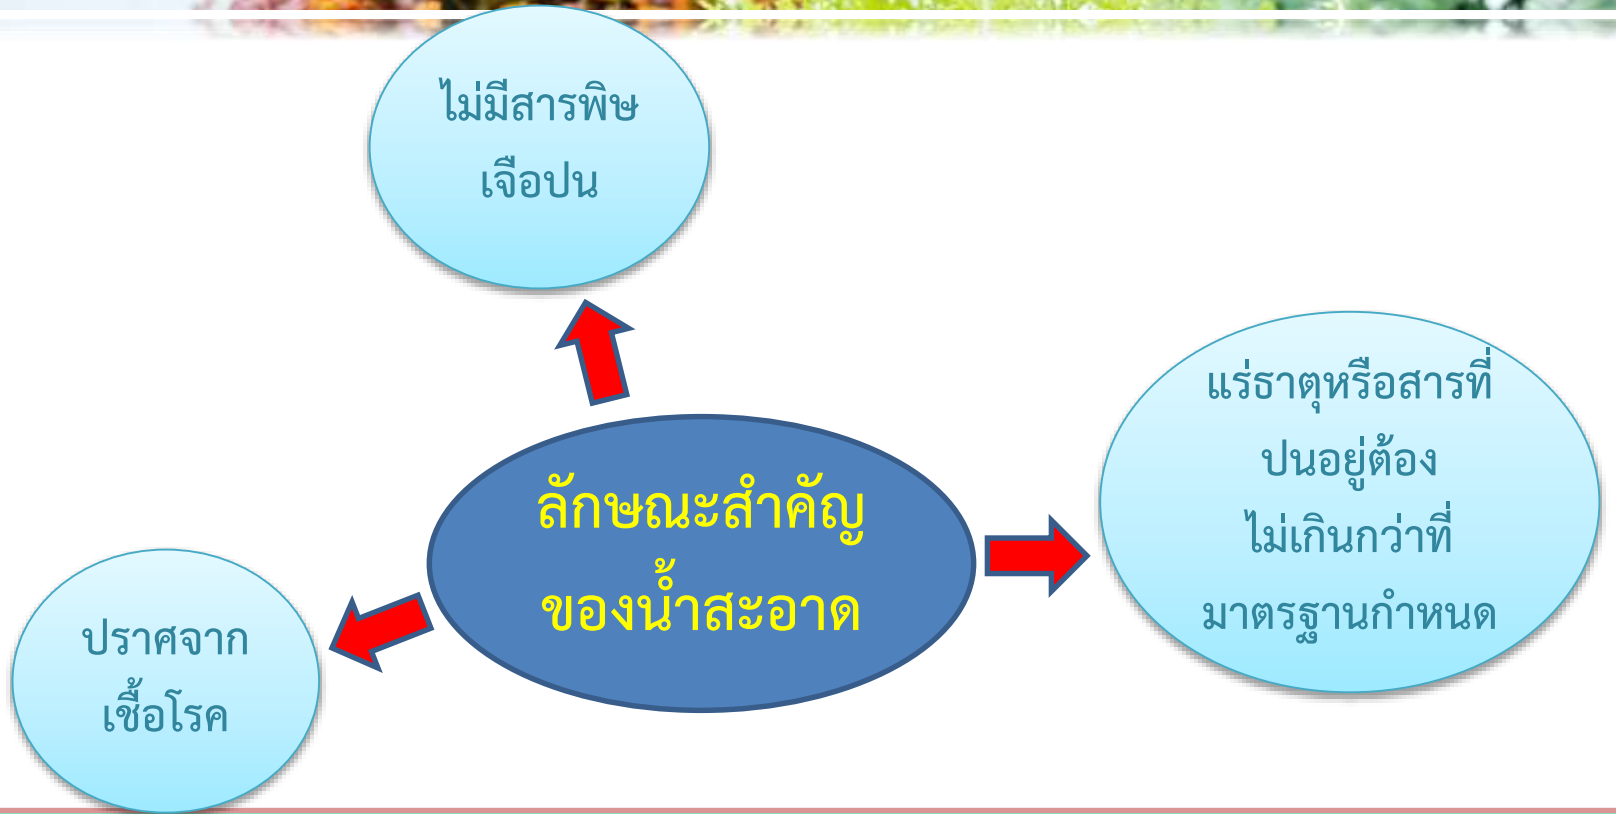 ไม่มีสารพิษ
เจือปน
แร่ธาตุหรือสารที่
ปนอยู่ต้อง
ไม่เกินกว่าที่
มาตรฐานกำหนด
ลักษณะสำคัญ
ของน้ำสะอาด
ปราศจาก
เชื้อโรค